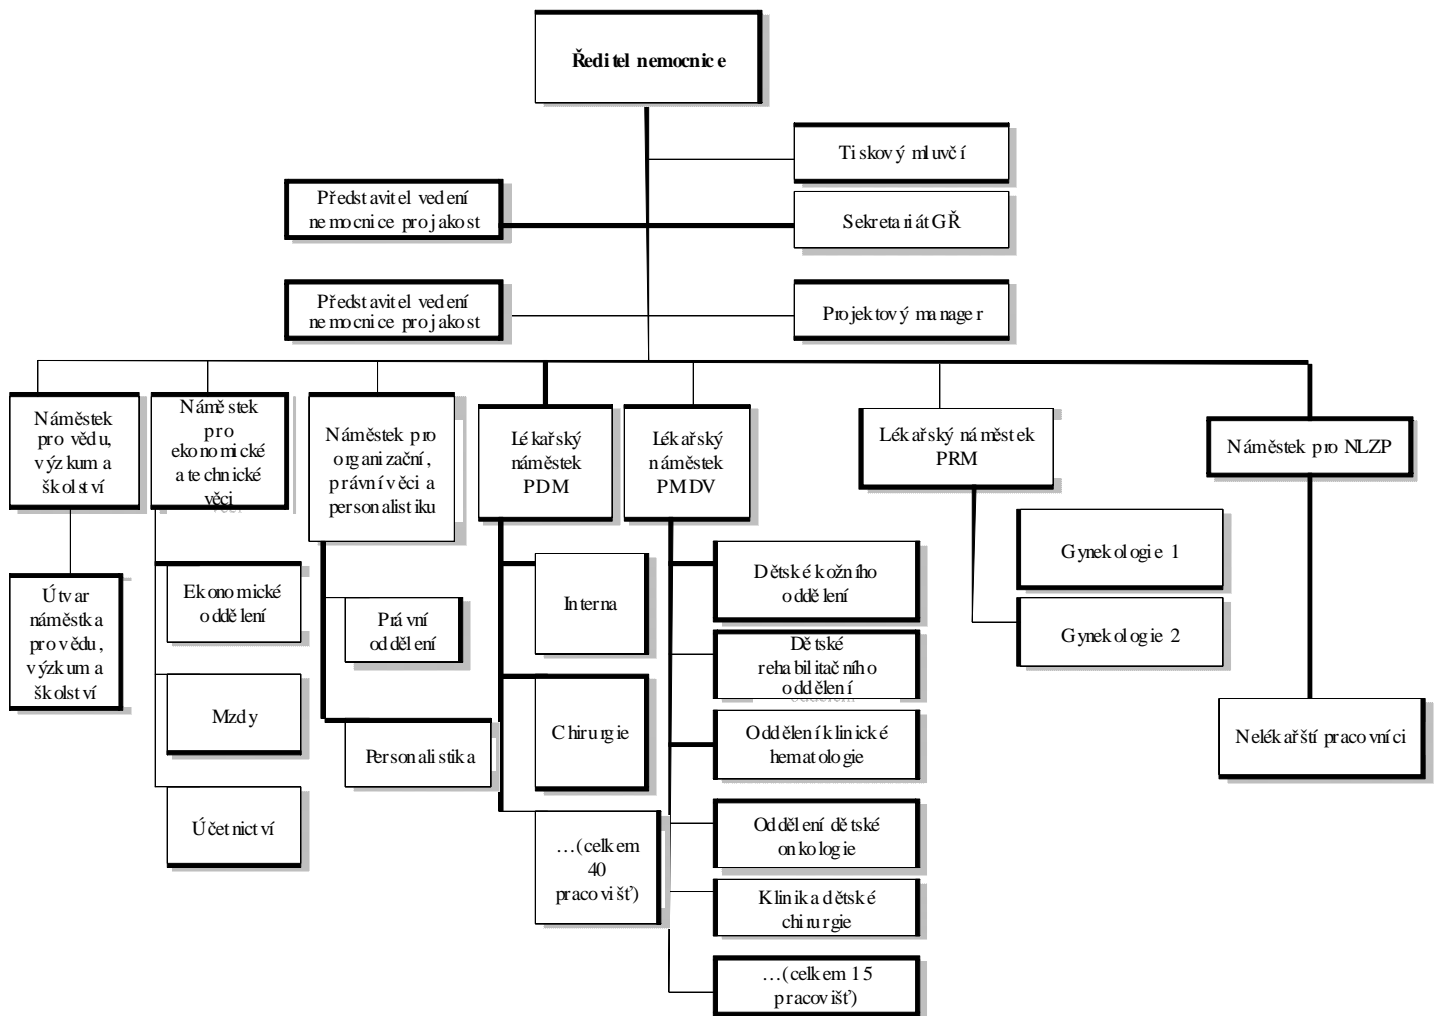 Ředitel nemocnice
Tiskový mluvčí
Představitel vedení
nemocnice pro jakost
Sekretariát GŘ
Představitel vedení
nemocnice pro jakost
Projektový manager
Náměstek
pro vědu,
výzkum a
školství
Náměstek
pro
ekonomické
a technické
věci
Náměstek pro
organizační,
právní věci a
personalistiku
Lékařský
náměstek
PDM
Lékařský
náměstek
PMDV
Lékařský náměstek
PRM
Náměstek pro NLZP
Útvar
náměstka
pro vědu,
výzkum a
školství
Ekonomické
oddělení
Mzdy
Účetnictví
Právní
oddělení
Personalistika
Interna
Chirurgie
…(celkem
40
pracovišť)
Dětské kožního
oddělení
Dětské
rehabilitačního
oddělení
Oddělení klinické
hematologie
Oddělení dětské
onkologie
Klinika dětské
chirurgie
…(celkem 15
pracovišť)
Gynekologie 1
Gynekologie 2
Nelékařští pracovníci